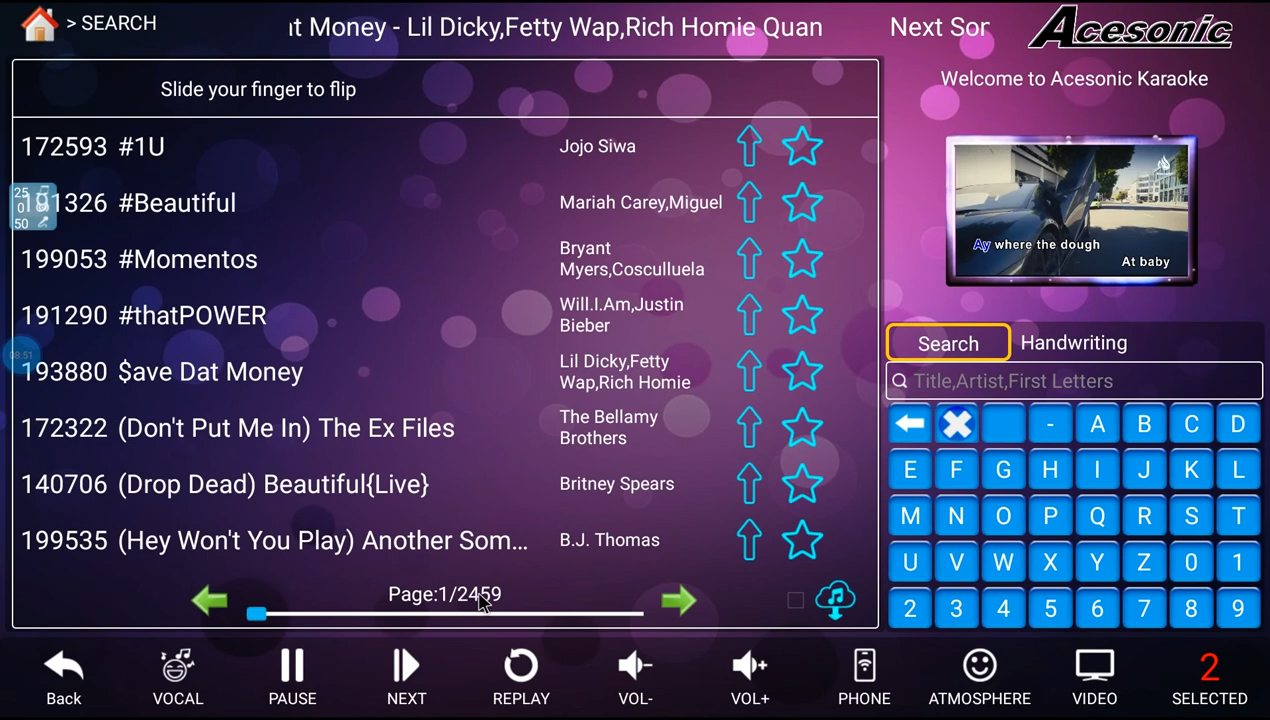 > SEARCH
ıt Money - Lil Dicky,Fetty Wap,Rich Homie Quan
Next Sor
Acesonic
Slide your finger to flip
Welcome to Acesonic Karaoke
172593 #1U
Jojo Siwa
191326 #Beautiful
Mariah Carey,Miguel
25
0
50
199053 #Momentos
Bryant
Myers,Cosculluela
191290 #thatPOWER
Will.I.Am,Justin
Bieber
08:51
193880 $ave Dat Money
Lil Dicky,Fetty
Wap,Rich Homie
172322 (Don't Put Me In) The Ex Files
The Bellamy
Brothers
140706 (Drop Dead) Beautiful{Live}
Britney Spears
199535 (Hey Won't You Play) Another Som...
B.J. Thomas
Page:1/2459
Ay where the dough
At baby
Search
Handwriting
Title,Artist,First Letters
- A B C D
E F G H I J K L
M N O P Q R S T
U V W X Y Z 0 1
2 3 4 5 6 7 8 9
Back
VOCAL
PAUSE
NEXT
REPLAY
VOL-
VOL+
PHONE
ATMOSPHERE
VIDEO
2
SELECTED